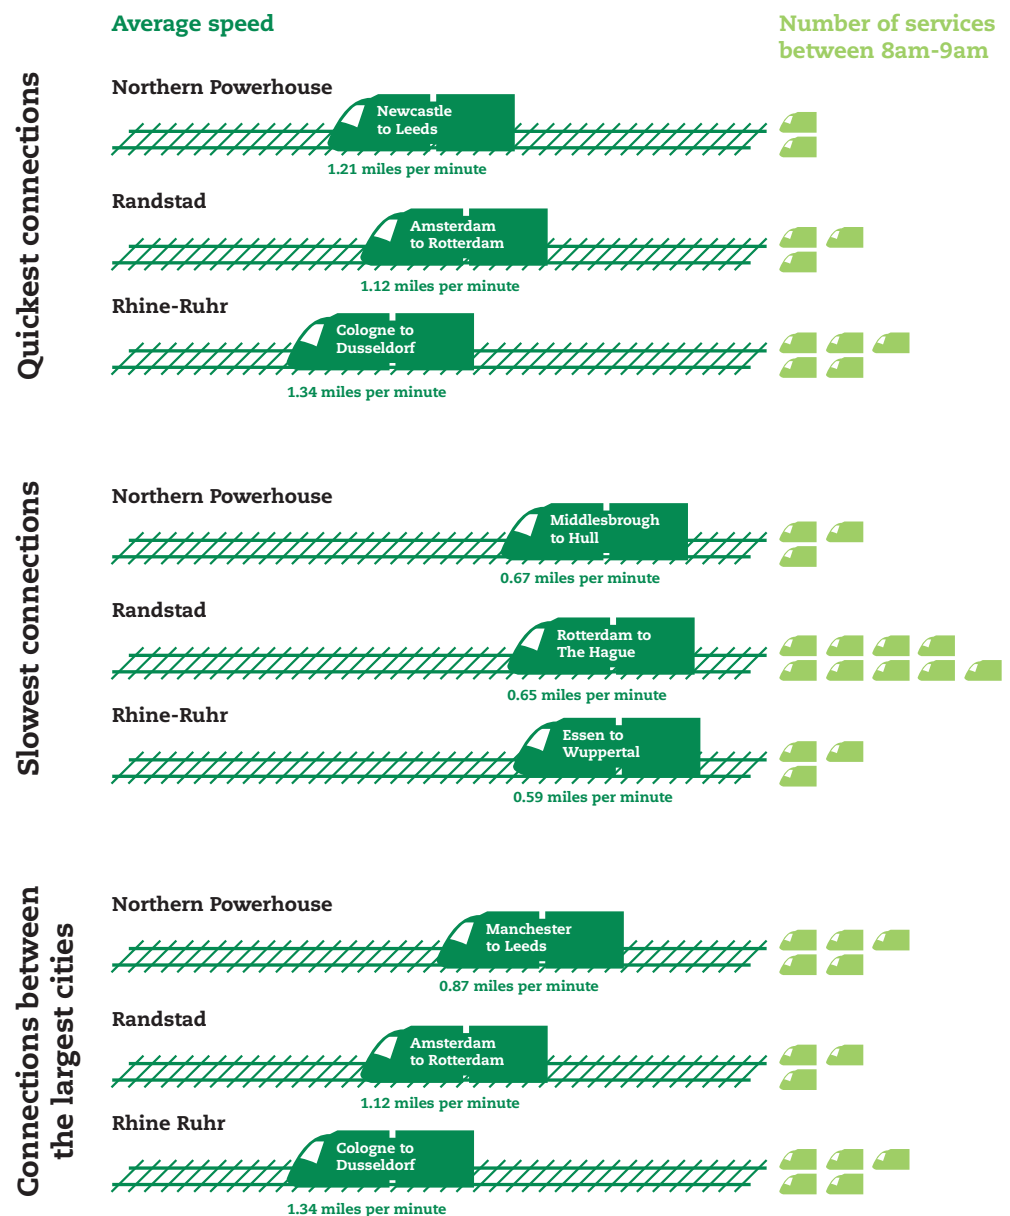 Average speed
Number of services
between 8am-9am
Quickest connections
Northern Powerhouse
Newcastle
to Leeds
1.21 miles per minute
Randstad
Amsterdam
to Rotterdam
1.12 miles per minute
Rhine-Ruhr
Cologne to
Dusseldorf
1.34 miles per minute
Slowest connections
Northern Powerhouse
Middlesbrough
to Hull
0.67 miles per minute
Randstad
Rotterdam to
The Hague
0.65 miles per minute
Rhine-Ruhr
Essen to
Wuppertal
0.59 miles per minute
Connections between
the largest cities
Northern Powerhouse
Manchester
to Leeds
0.87 miles per minute
Randstad
Amsterdam
to Rotterdam
1.12 miles per minute
Rhine Ruhr
Cologne to
Dusseldorf
1.34 miles per minute